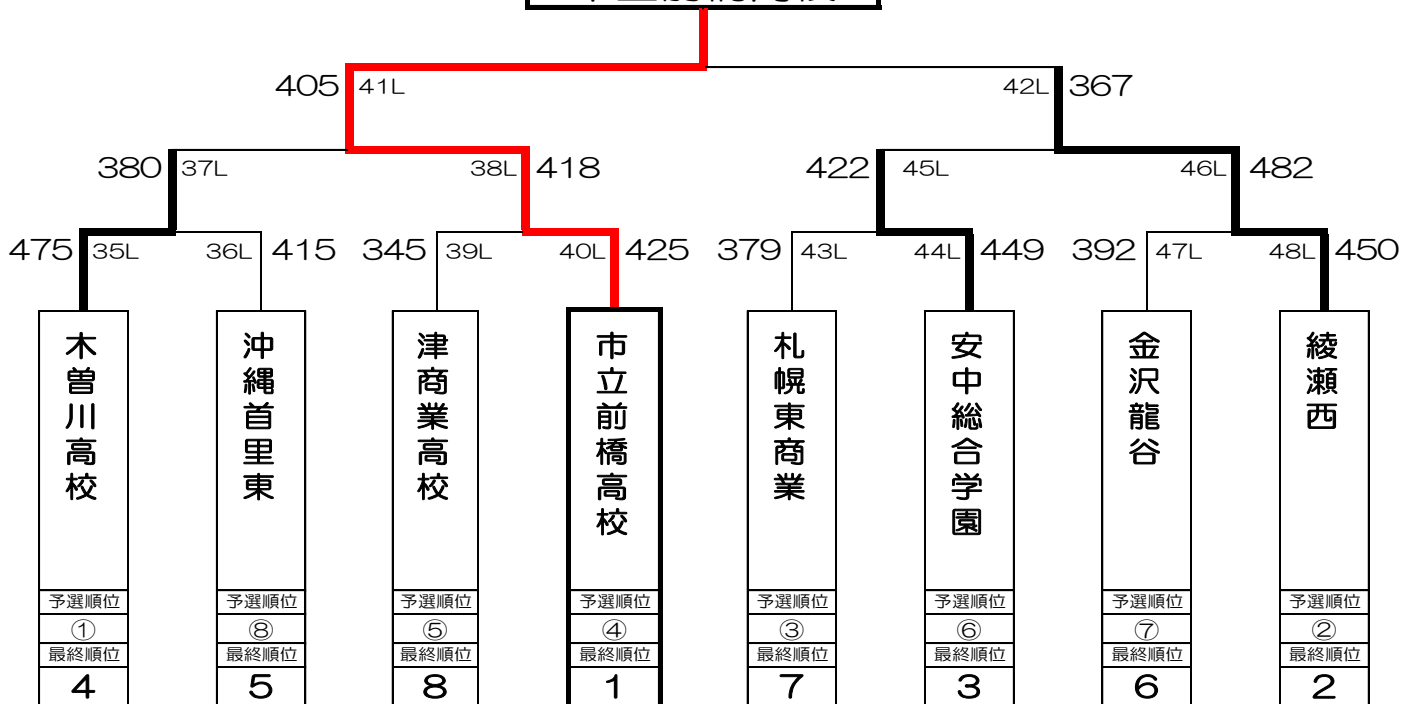 405 41L 42L 367
380 37L 38L 418 422 45L 46L 482
475 35L 36L 415 345 39L 40L 425 379 43L 44L 449 392 47L 48L 450
木曽川高校
沖縄首里東
津商業高校
市立前橋高校
札幌東商業
安中総合学園
金沢龍谷
綾瀬西
予選順位 予選順位 予選順位 予選順位 予選順位 予選順位 予選順位 予選順位
① ⑧ ⑤ ④ ③ ⑥ ⑦ ②
最終順位 最終順位 最終順位 最終順位 最終順位 最終順位 最終順位 最終順位
4 5 8 1 7 3 6 2